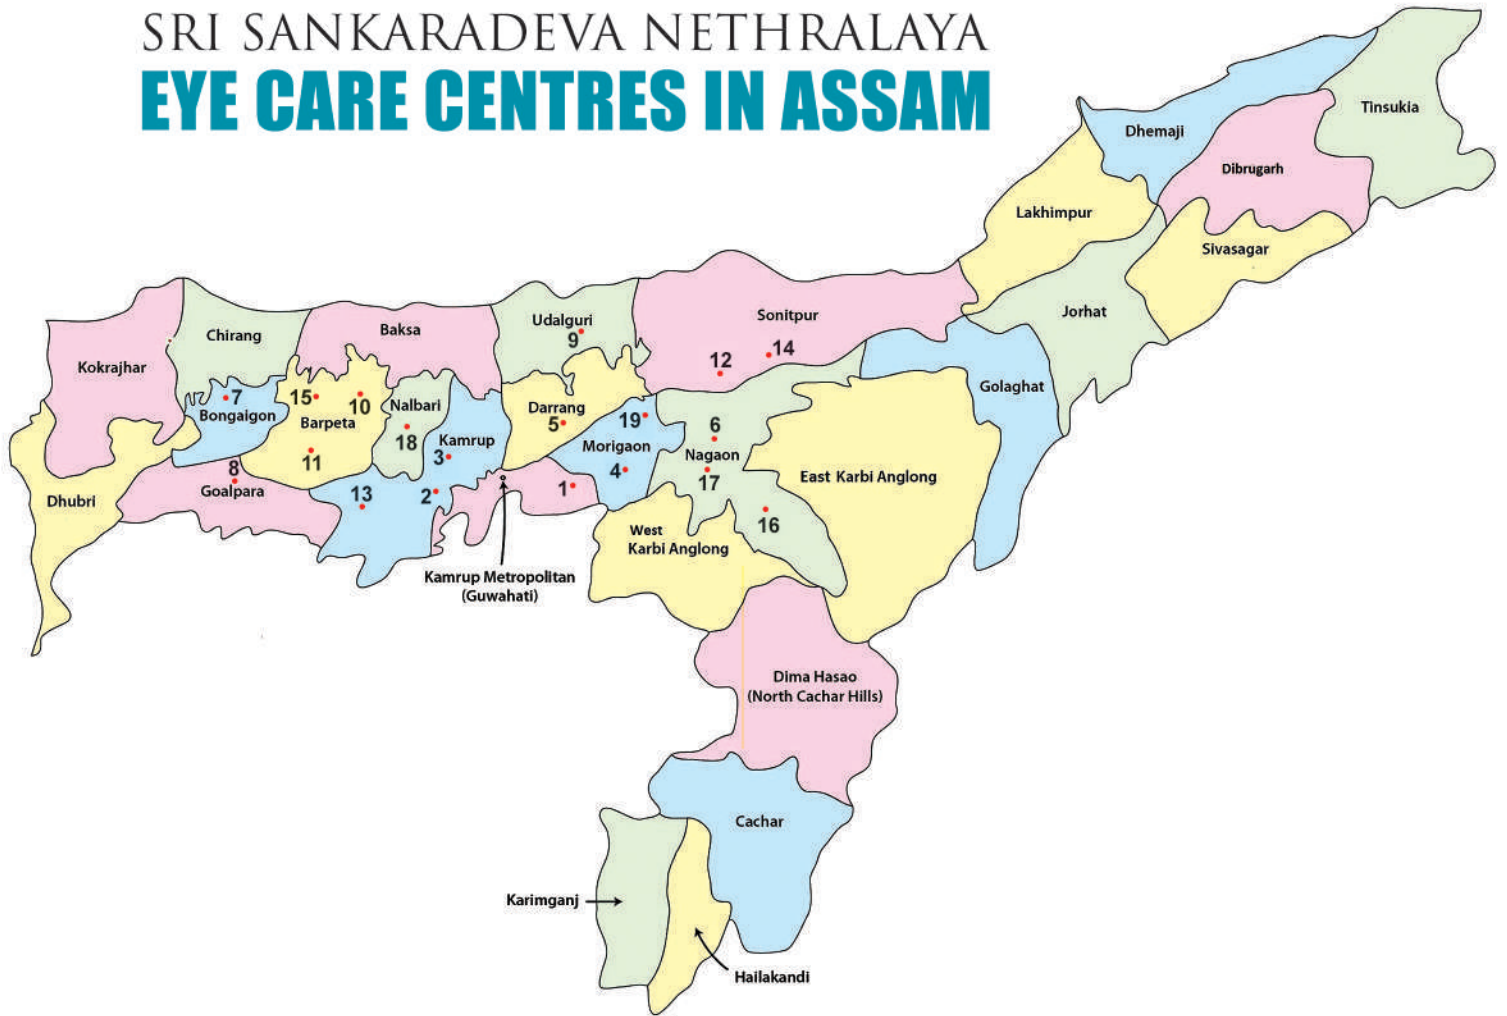 SRI SANKARADEVA NETHRALAYA
EYE CARE CENTRES IN ASSAM
Tinsukia
Dhemaji
Dibrugarh
Lakhimpur
Sivasagar
Jorhat
Sonitpur
Udalguri
9
Baksa
Chirang
Kokrajhar
12
14
Golaghat
7
Bongaigon
15
10
Barpeta
11
Nalbari
18
Kamrup
3
Darrang
5
19
Morigaon
4
6
Nagaon
17
16
East Karbi Anglong
8
Goalpara
Dhubri
13
2
1
West
Karbi Anglong
Kamrup Metropolitan
(Guwahati)
Dima Hasao
(North Cachar Hills)
Cachar
Karimganj
Hailakandi